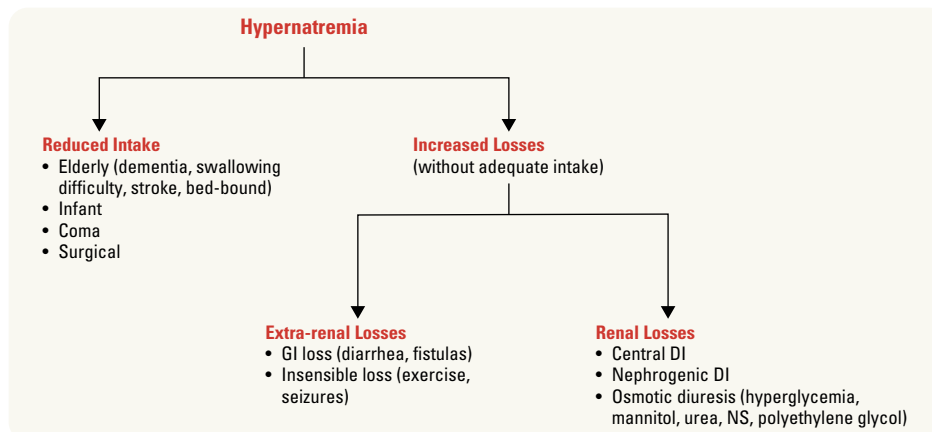 Hypernatremia
Reduced Intake
• Elderly (dementia, swallowing
difficulty, stroke, bed-bound)
• Infant
• Coma
• Surgical
Increased Losses
(without adequate intake)
Extra-renal Losses
• GI loss (diarrhea, fistulas)
• Insensible loss (exercise,
seizures)
Renal Losses
• Central DI
• Nephrogenic DI
• Osmotic diuresis (hyperglycemia,
mannitol, urea, NS, polyethylene glycol)